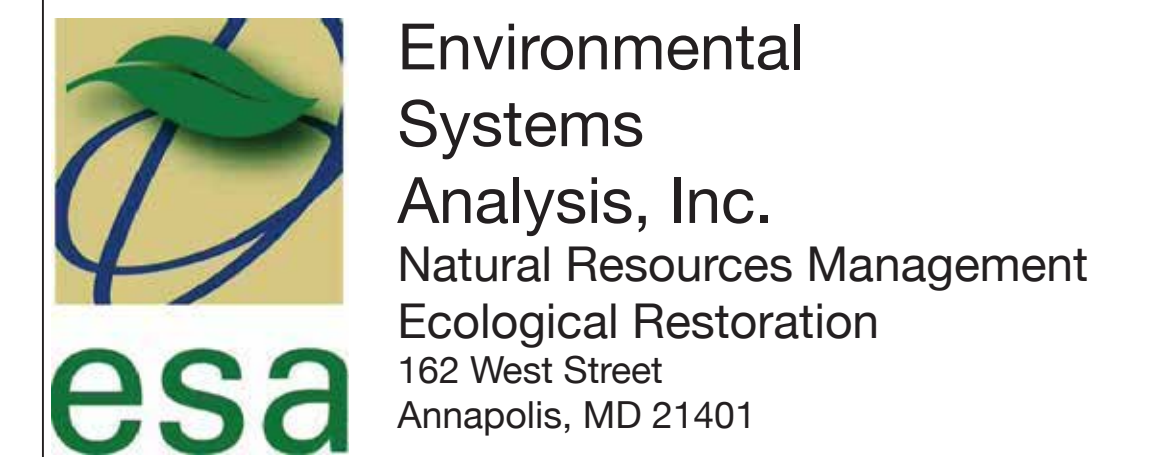 Environmental
Systems
Analysis, Inc.
Natural Resources Management
Ecological Restoration
162 West Street
Annapolis, MD 21401
esa